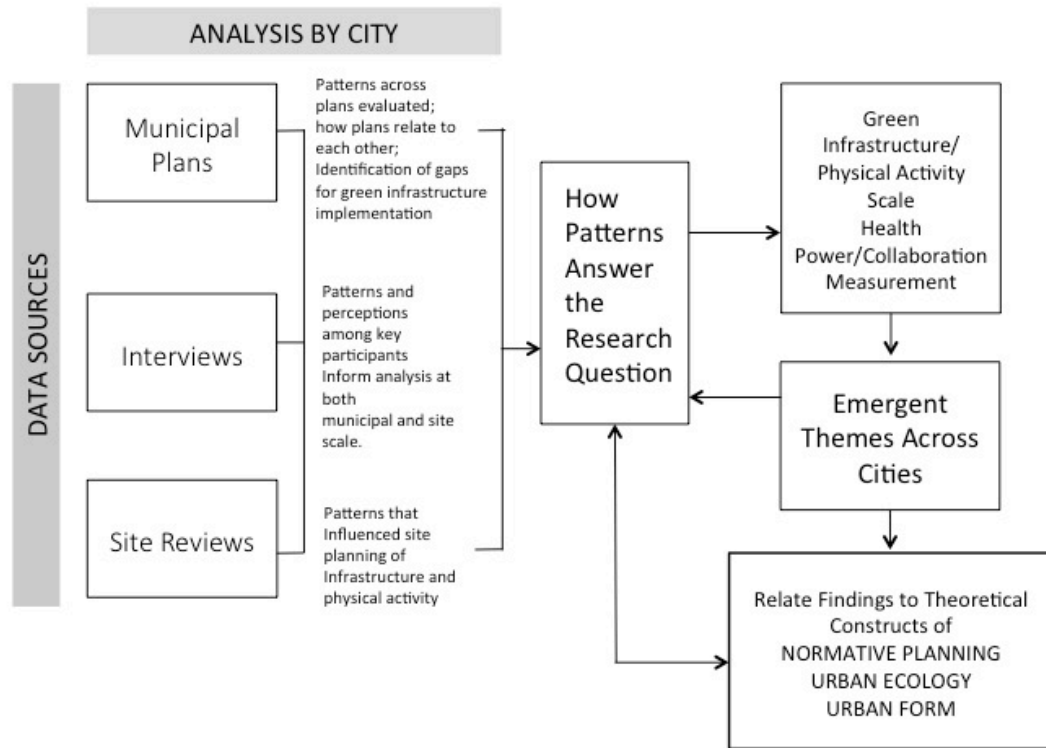 ANALYSIS BY CITY
DATA SOURCES
Municipal
Plans
Patterns across
plans evaluated;
how plans relate to
each other;
Identification of gaps
for green infrastructure
implementation
Interviews
Patterns and
perceptions
among key
participants
Inform analysis at
both
municipal and site
scale.
Site Reviews
Patterns that
Influenced site
planning of
Infrastructure and
physical activity
How
Patterns
Answer
the
Research
Question
Green
Infrastructure/
Physical Activity
Scale
Health
Power/Collaboration
Measurement
Emergent
Themes Across
Cities
Relate Findings to Theoretical
Constructs of
NORMATIVE PLANNING
URBAN ECOLOGY
URBAN FORM